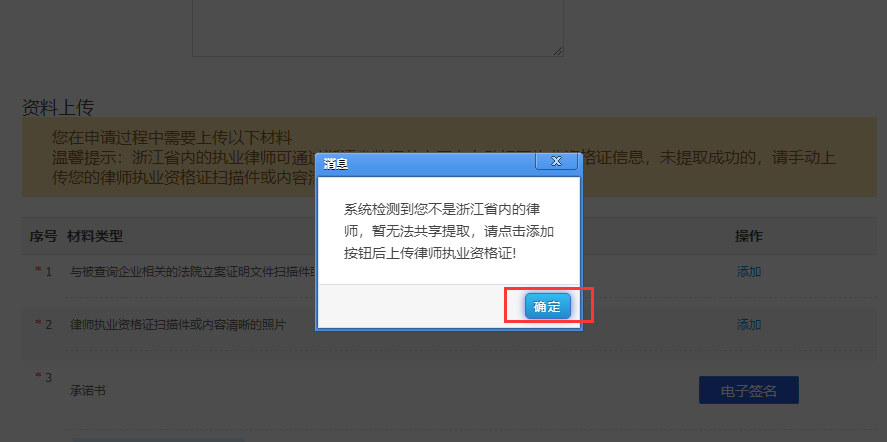 资料上传
您在申请过程中需要上传以下材料
温馨提示：浙江省内的执业律师可通过
资格证信息，未提取成功的，请手动上
传您的律师执业资格证扫描件或内容清
消息
系统检测到您不是浙江省内的律
师，暂无法共享提取，请点击添加
按钮后上传律师执业资格证!
确定
序号 材料类型 操作
* 1 与被查询企业相关的法院立案证明文件扫描件 添加
* 2 律师执业资格证扫描件或内容清晰的照片 添加
* 3 承诺书 电子签名